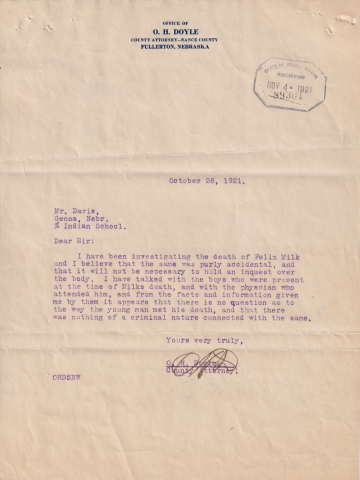 OFFICE OF
O. H. DOYLE
COUNTY ATTORNEY—NANCE COUNTY
FULLERTON, NEBRASKA
RECEIVED
NOV 4 - 1921
89301
October 28, 1921.
Mr. Davis,
Genoa, Nebr.
% Indian School.
Dear Sir:
I have been investigating the death of Felix Milk
and I believe that the same was purly accidental, and
that it will not be necessary to hold an inquest over
the body. I have talked with the boys who were present
at the time of Milks death, and with the physician who
attended him, and from the facts and information given
me by them it appears that there is no question as to
the way the young man met his death, and that there
was nothing of a criminal nature connected with the same.
Yours very truly,
O. H. Doyle
County Attorney.
OHD$BW